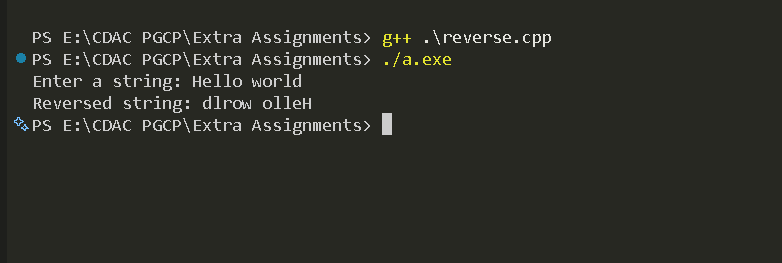 PS E:\CDAC PGCP\Extra Assignments> g++ .\reverse.cpp
PS E:\CDAC PGCP\Extra Assignments> ./a.exe
Enter a string: Hello world
Reversed string: dlrow olleH
PS E:\CDAC PGCP\Extra Assignments>